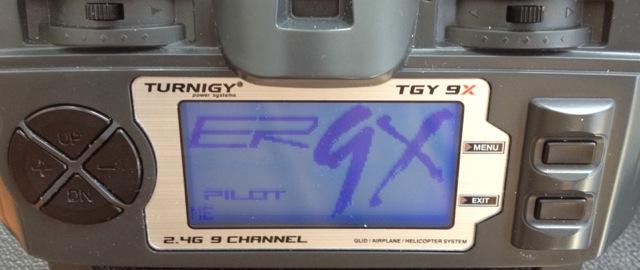 TURNIGY®
power systems
TGY 9X
UP
+ -
DN
ER9X
PILOT
ME
MENU
EXIT
2.4G 9 CHANNEL
GLID / AIRPLANE / HELICOPTER SYSTEM